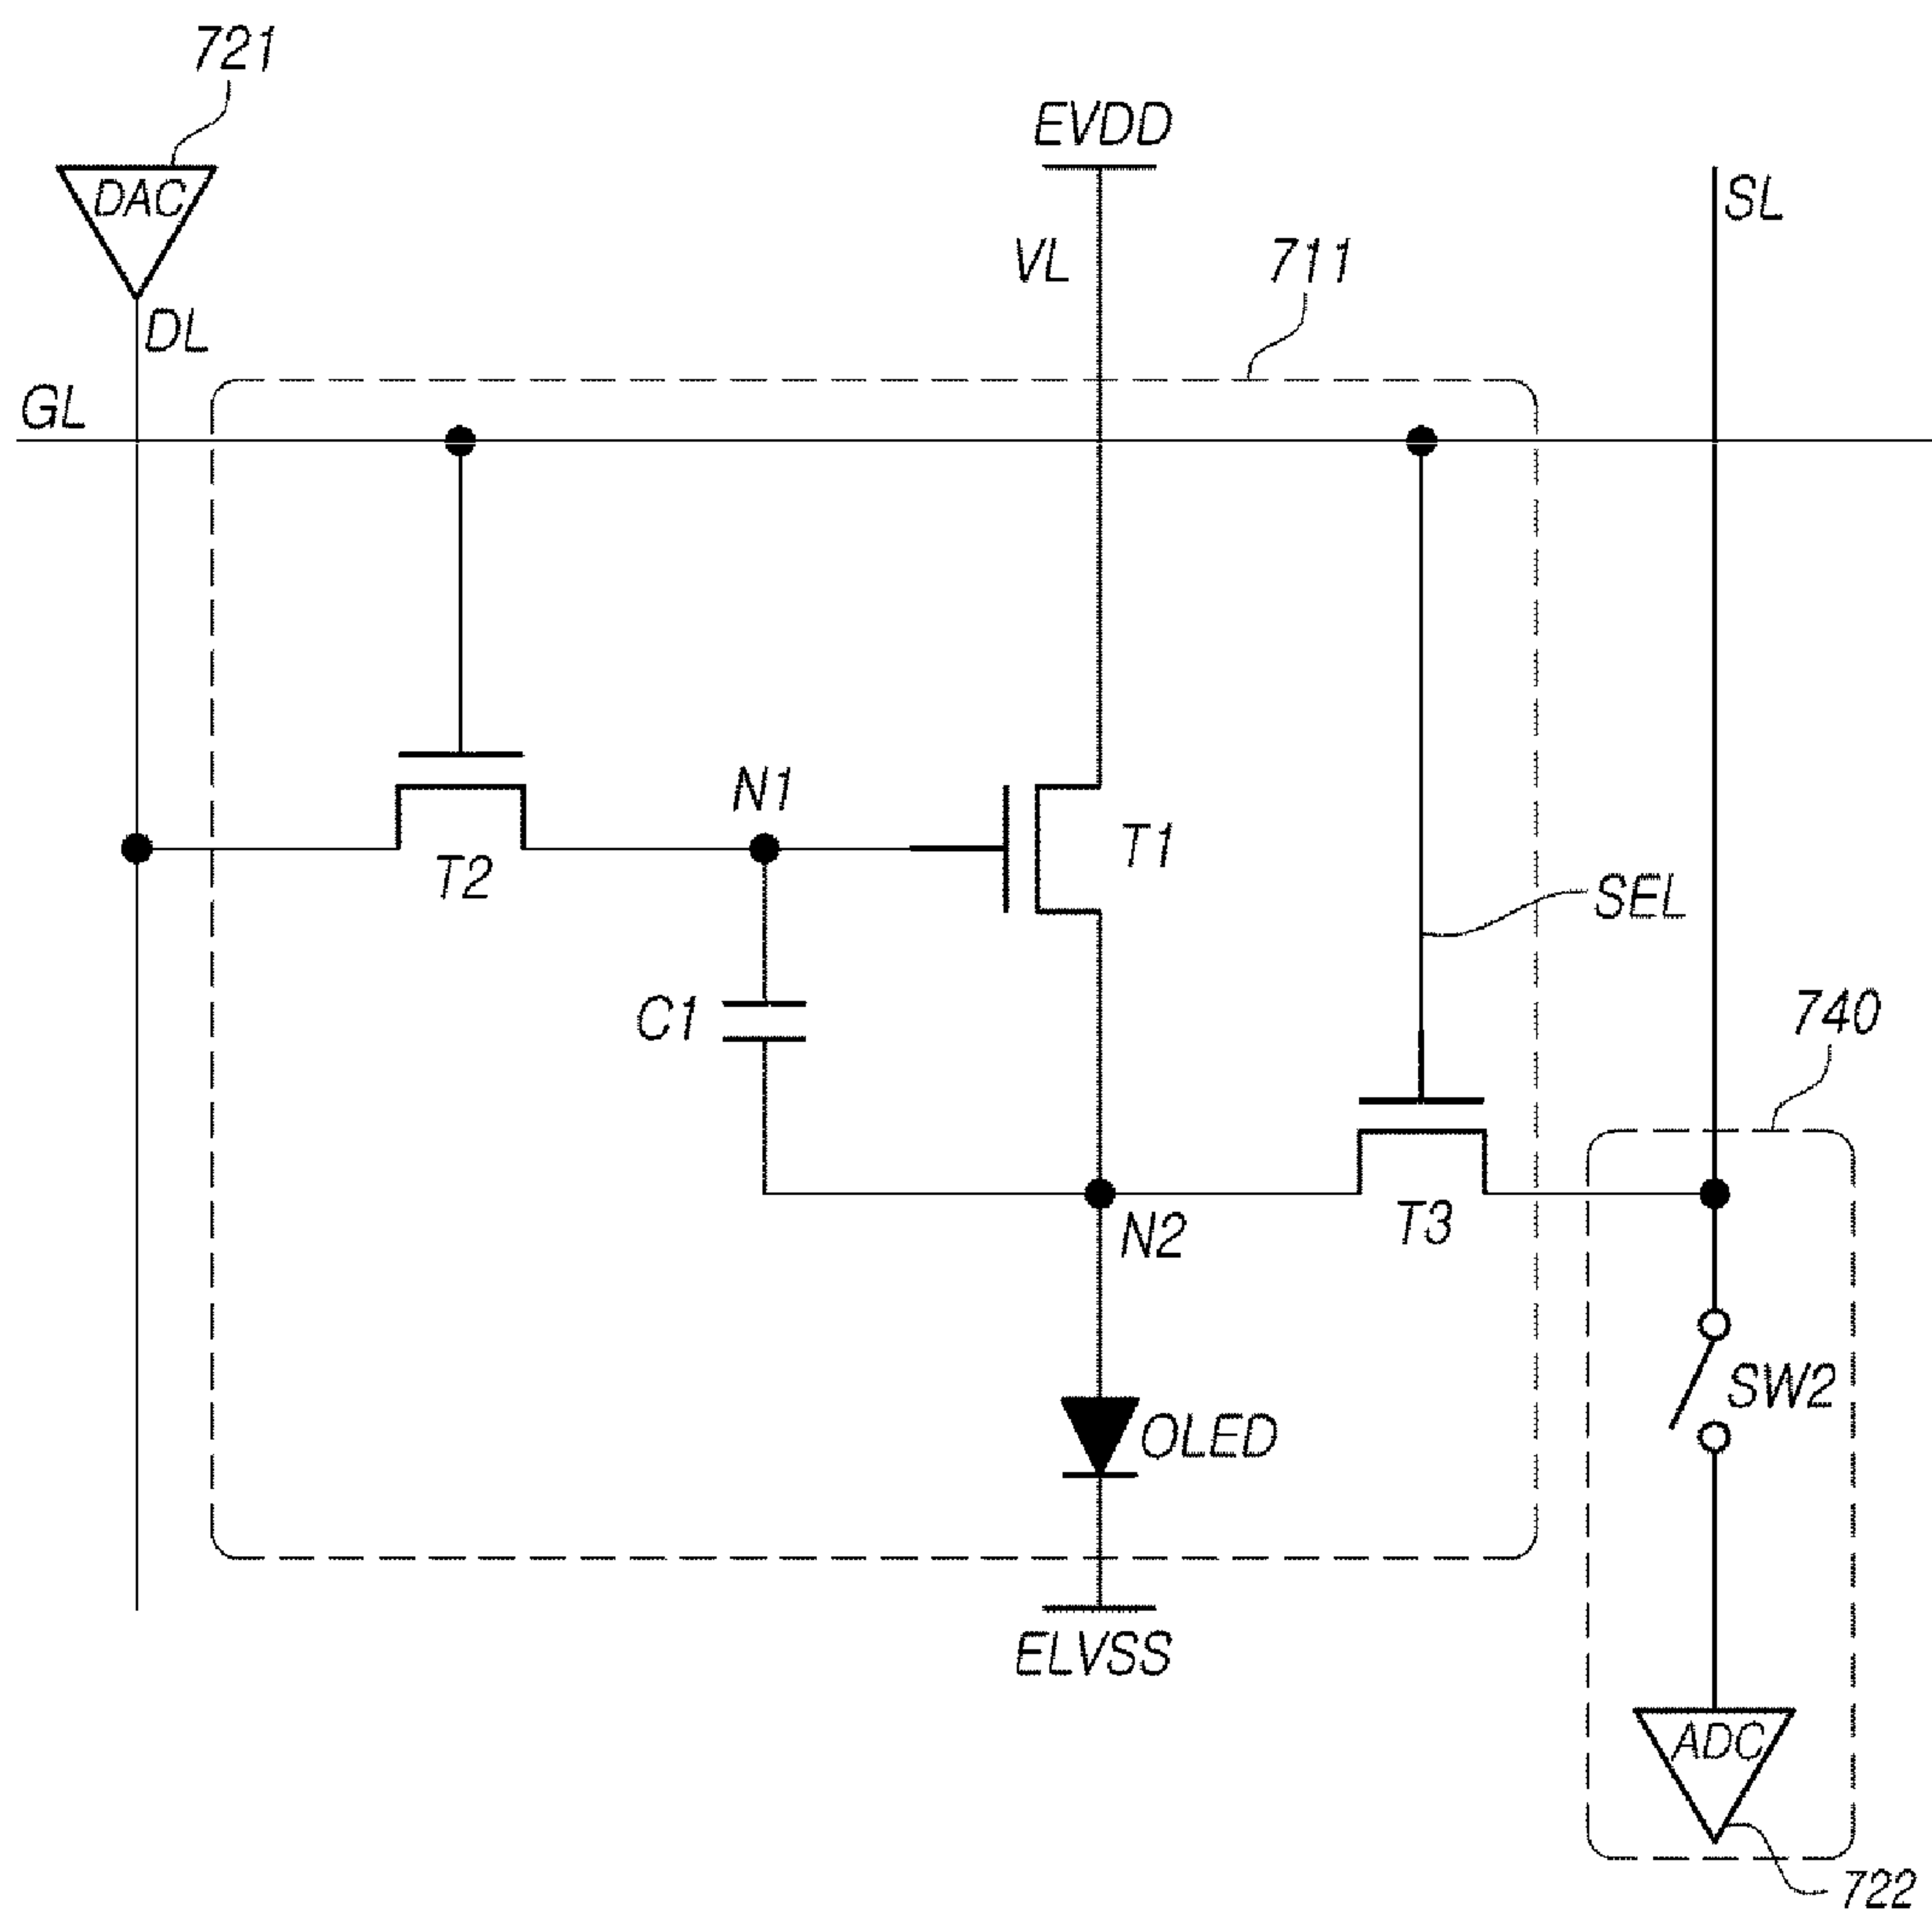 721
EVDD
DAC
SL
VL
711
DL
GL
N1
T1
T2
SEL
C1
740
T3
N2
SW2
OLED
ELVSS
ADC
722